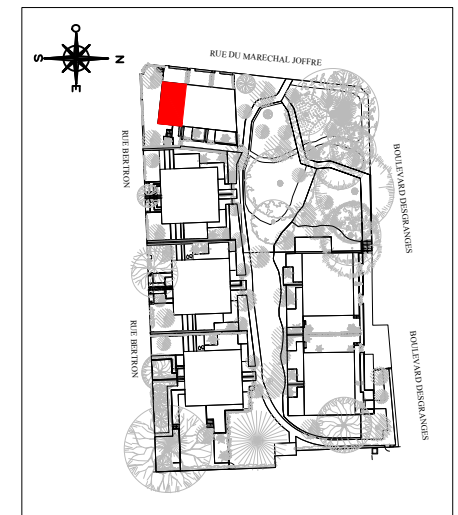 O
S
N
E
RUE DU MARECHAL JOFFRE
RUE BERTRON
BOULEVARD DESGRANGES
RUE BERTRON
BOULEVARD DESGRANGES